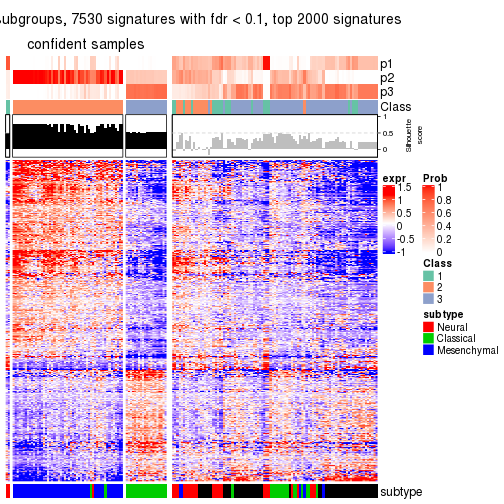 subgroups, 7530 signatures with fdr < 0.1, top 2000 signatures
confident samples
p1
p2
p3
Class
1
0.5
0
Silhouette
score
expr
1.5
1
0.5
0
-0.5
-1
Prob
1
0.8
0.6
0.4
0.2
0
Class
1
2
3
subtype
Neural
Classical
Mesenchymal
subtype